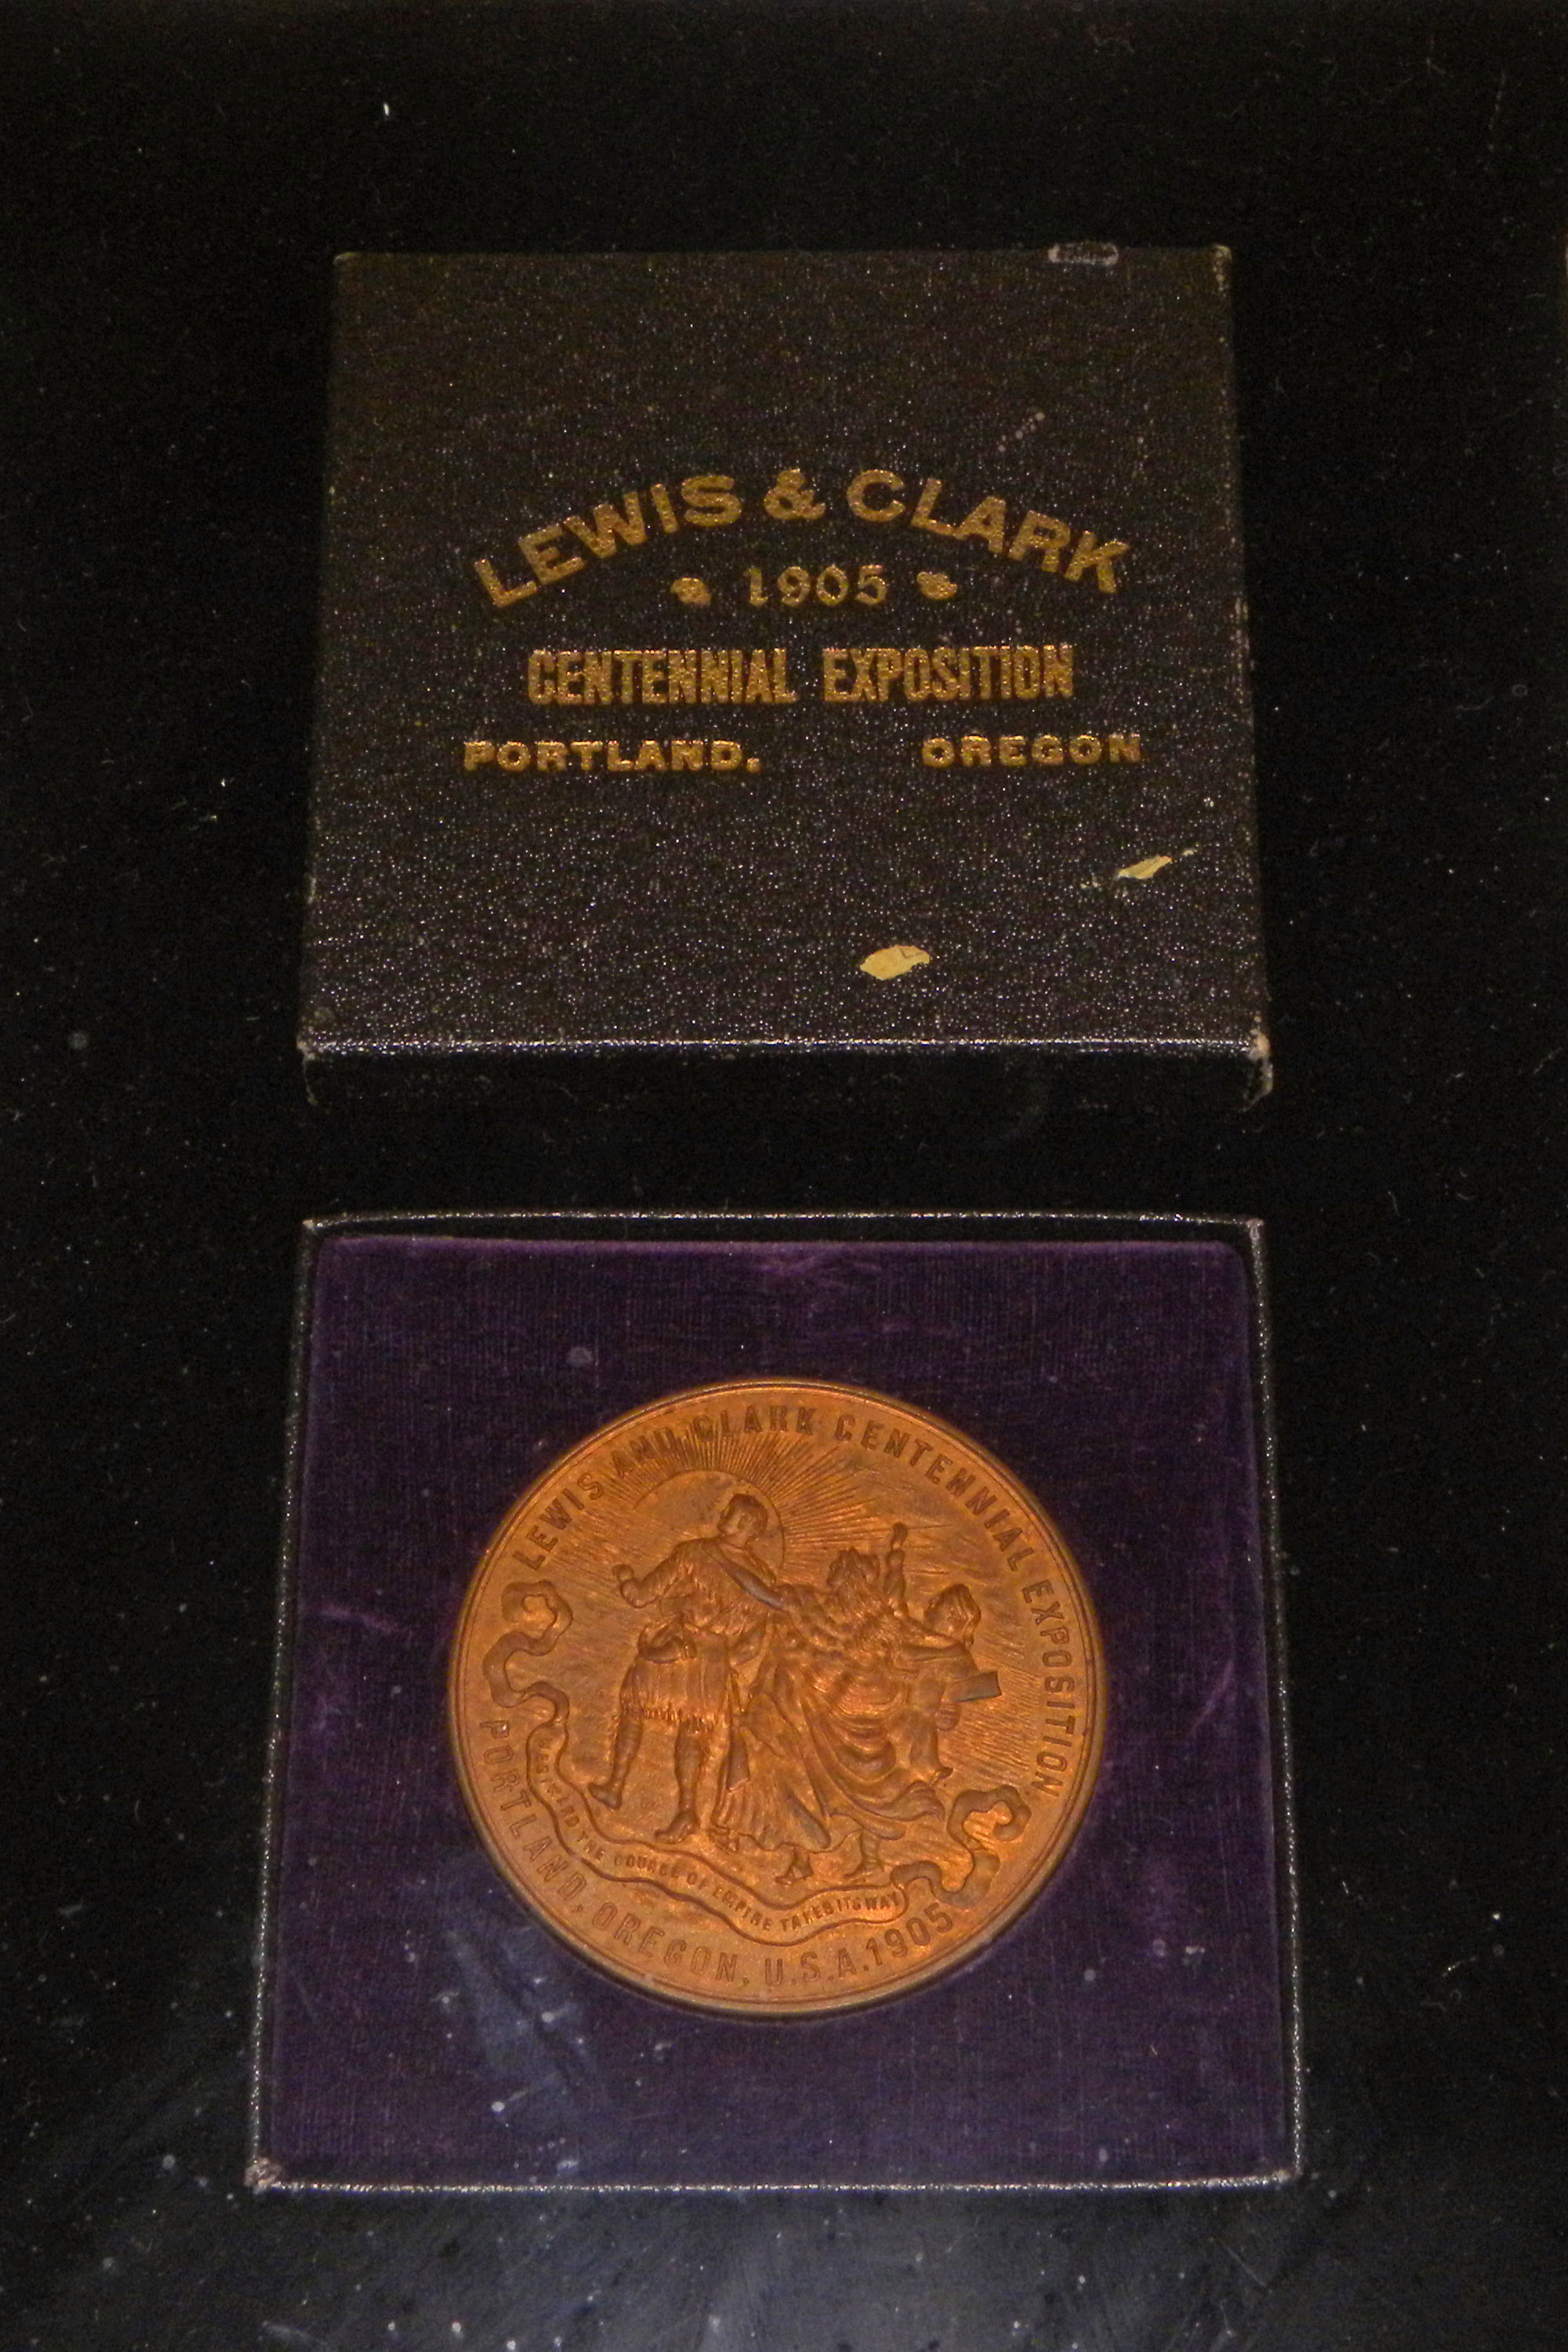 LEWIS & CLARK
1905
CENTENNIAL EXPOSITION
PORTLAND, OREGON
LEWIS AND CLARK CENTENNIAL EXPOSITION
THE COURSE OF EMPIRE TAKES ITS WAY
PORTLAND, OREGON, U.S.A. 1905